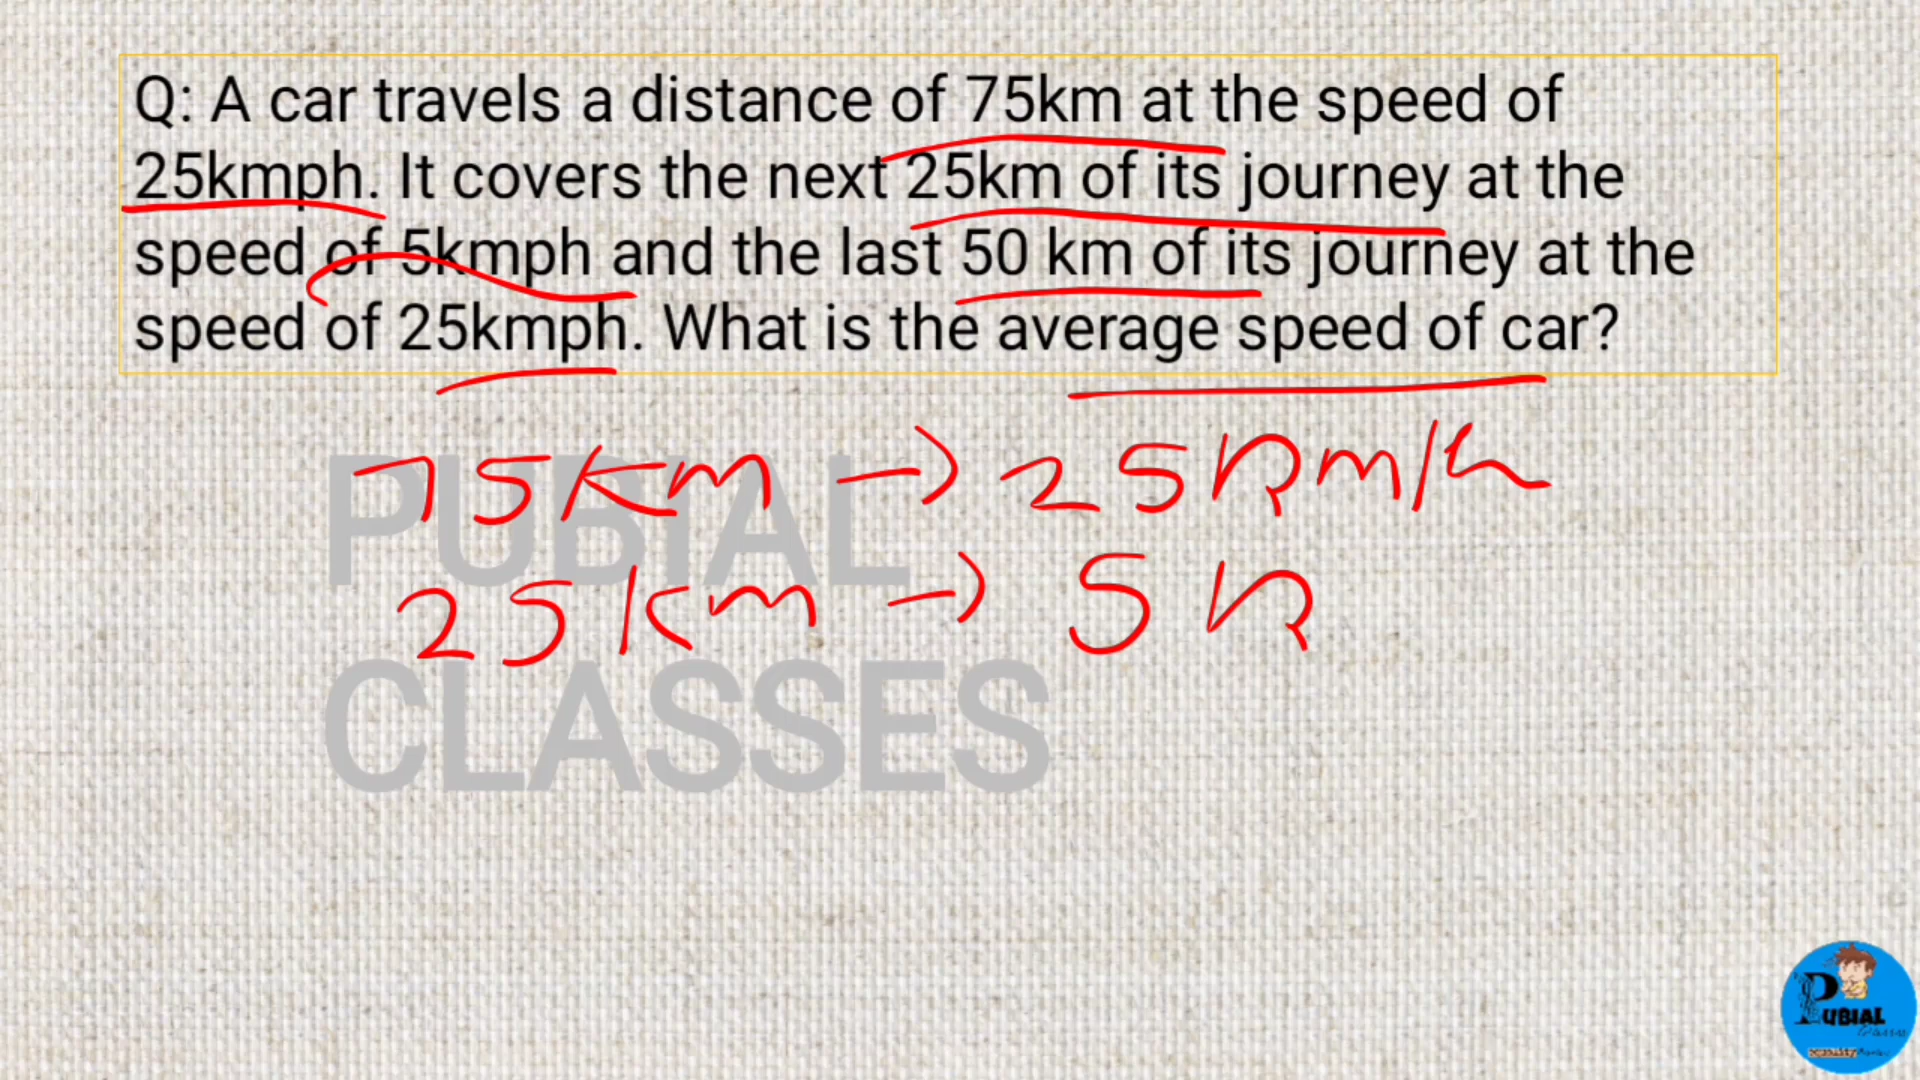 Q: A car travels a distance of 75km at the speed of
25kmph. It covers the next 25km of its journey at the
speed of 5kmph and the last 50 km of its journey at the
speed of 25kmph. What is the average speed of car?
75km → 25km/h
25km → 5k
PUBIAL
CLASSES
PUBIAL
Classes